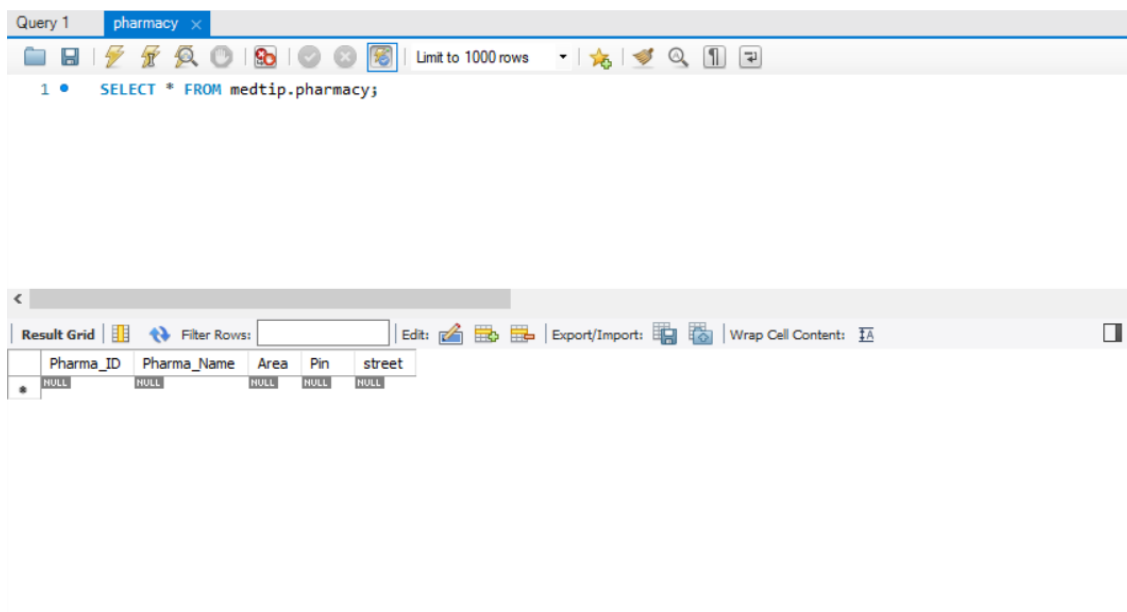 Query 1 pharmacy
Limit to 1000 rows
1 SELECT * FROM medtip.pharmacy;
Result Grid Filter Rows: Edit: Export/Import: Wrap Cell Content: IA
Pharma_ID Pharma_Name Area Pin street
NULL NULL NULL NULL NULL